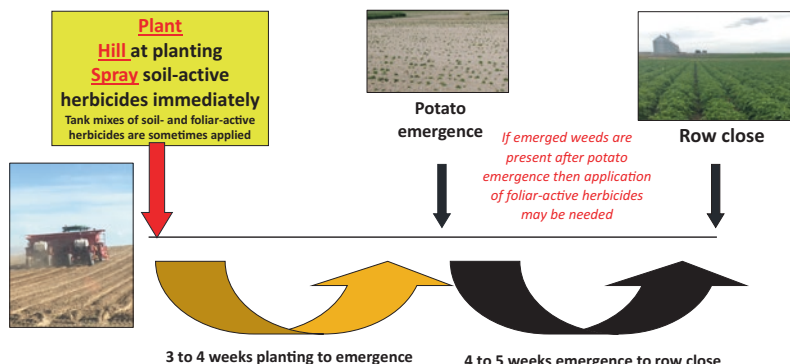 Plant
Hill at planting
Spray soil-active
herbicides immediately
Tank mixes of soil- and foliar-active
herbicides are sometimes applied
Potato
emergence
If emerged weeds are
present after potato
emergence then application
of foliar-active herbicides
may be needed
Row close
3 to 4 weeks planting to emergence
4 to 5 weeks emergence to row close